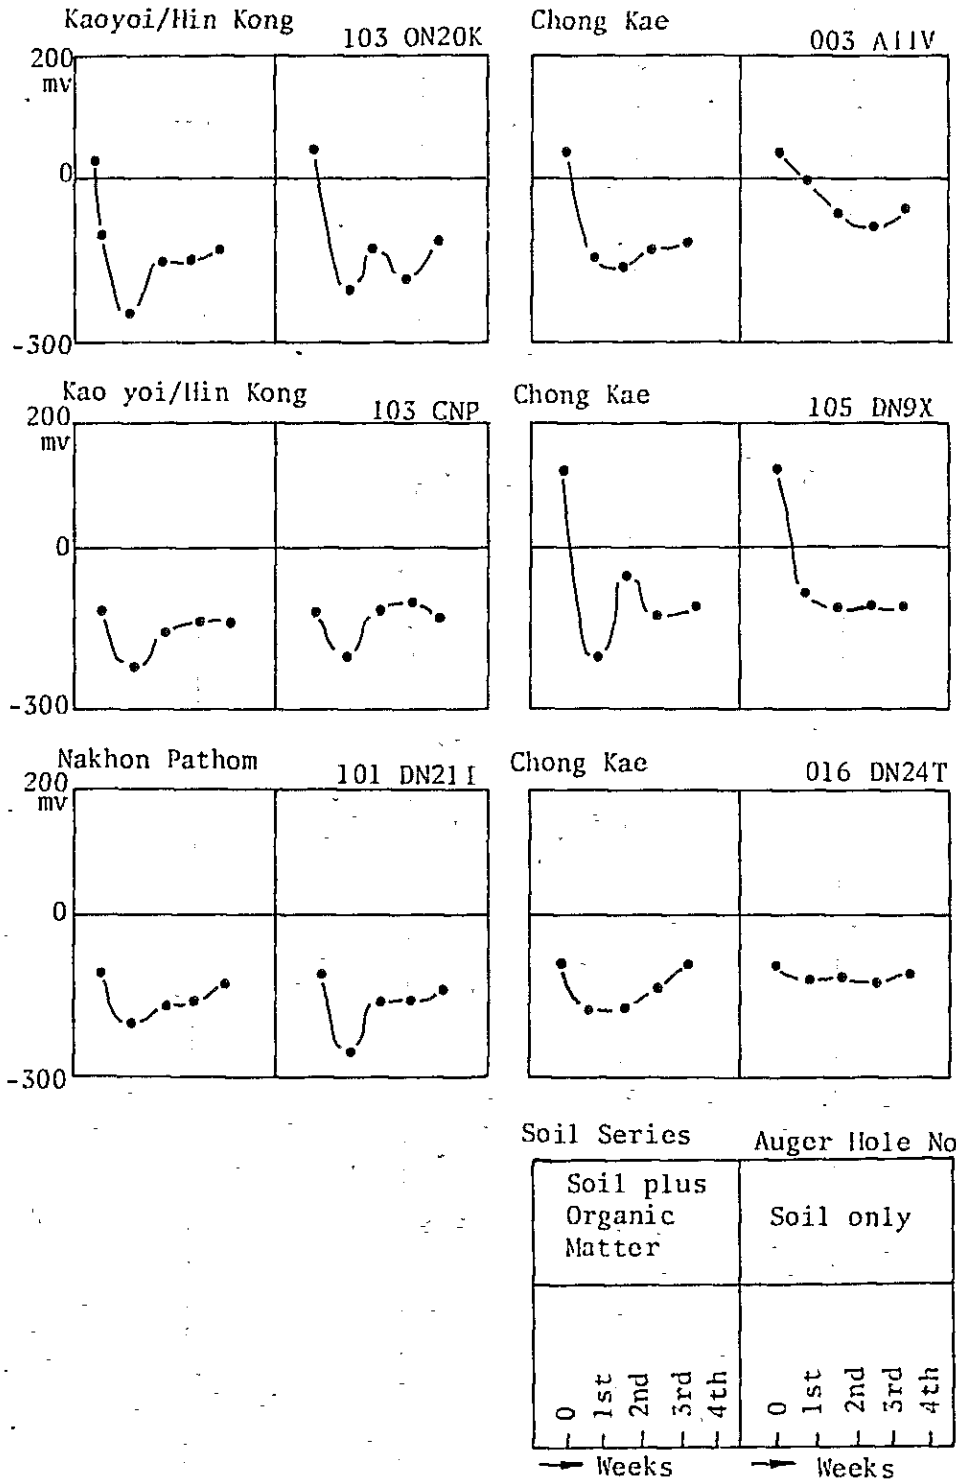 Kaoyoi/Hin Kong
103 ON20K
Chong Kae
003 A11V
200
mv
0
-300
Kao yoi/Hin Kong
103 CNP
Chong Kae
105 DN9X
200
mv
0
-300
Nakhon Pathom
101 DN21I
Chong Kae
016 DN24T
200
mv
0
-300
Soil Series
Auger Hole No
Soil plus
Organic
Matter
Soil only
0 1st 2nd 3rd 4th
0 1st 2nd 3rd 4th
→ Weeks
→ Weeks